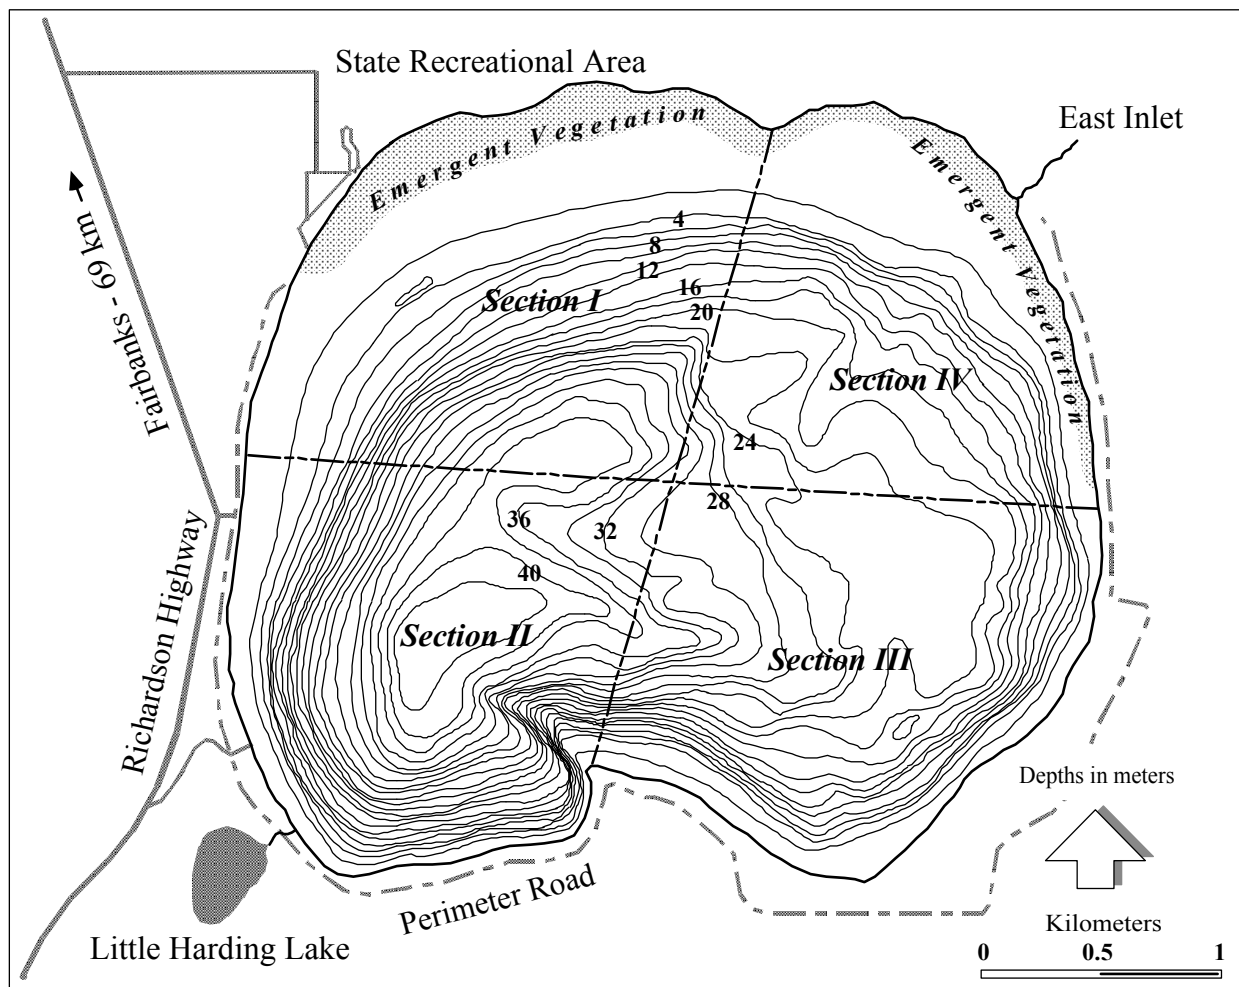 State Recreational Area
East Inlet
Emergent Vegetation
Emergent Vegetation
Fairbanks - 69 km
4
8
12
16
20
Section I
Section IV
24
28
36
32
40
Section II
Section III
Richardson Highway
Depths in meters
Perimeter Road
Little Harding Lake
Kilometers
0 0.5 1